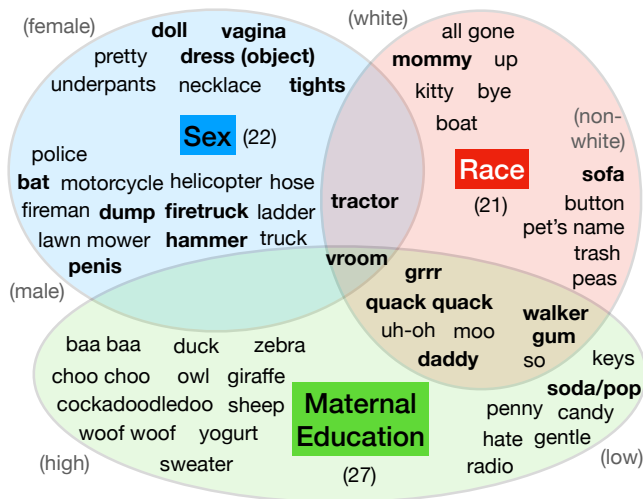 (female)
doll vagina
pretty dress (object)
underpants necklace tights
Sex (22)
police
bat motorcycle helicopter hose
fireman dump firetruck ladder
lawn mower hammer truck
penis
(male)
(white)
all gone
mommy up
kitty bye
boat
(non-
white)
Race
(21)
sofa
button
pet's name
trash
peas
tractor
vroom
grrr
quack quack
uh-oh moo
daddy
walker
gum
so
baa baa duck zebra
choo choo owl giraffe
cockadoodledoo sheep
woof woof yogurt
sweater
(high)
Maternal
Education
(27)
keys
soda/pop
penny candy
hate gentle
radio
(low)